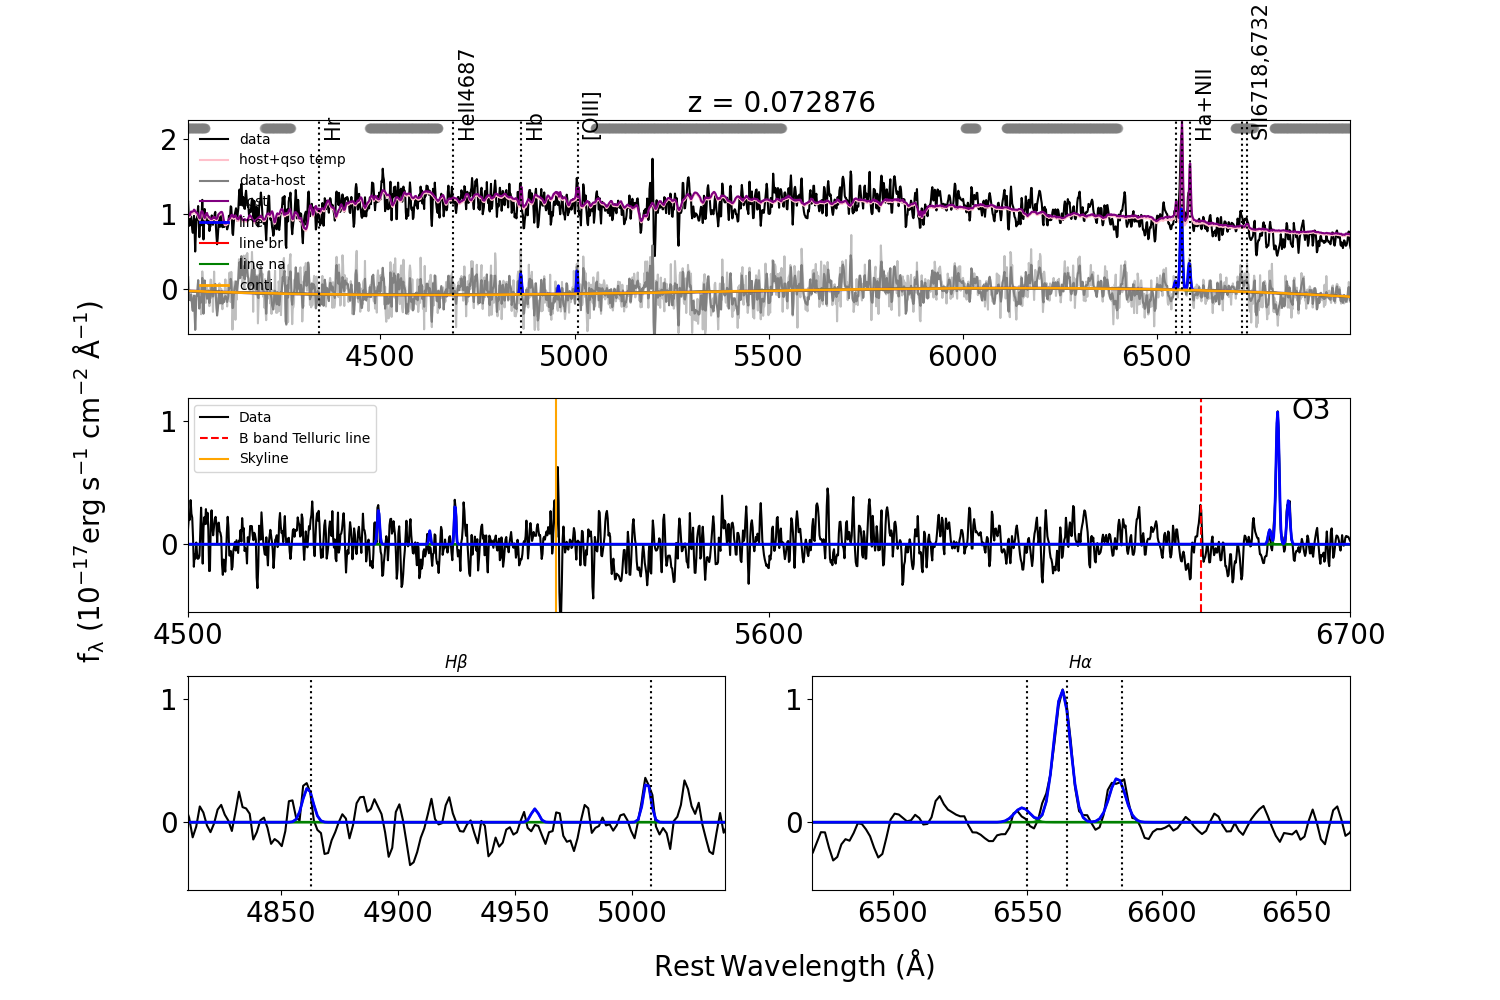 z = 0.072876
Hr
HeII4687
Hb
[OIII]
Ha+NII
SII6718,6732
data
host+qso temp
data-host
host
line
line br
line na
conti
2
1
0
4500
5000
5500
6000
6500
f_λ (10^−17 erg s^−1 cm^−2 Å^−1)
Data
B band Telluric line
Skyline
O3
1
0
4500
5600
6700
Hβ
1
0
4850
4900
4950
5000
Hα
1
0
6500
6550
6600
6650
Rest Wavelength (Å)